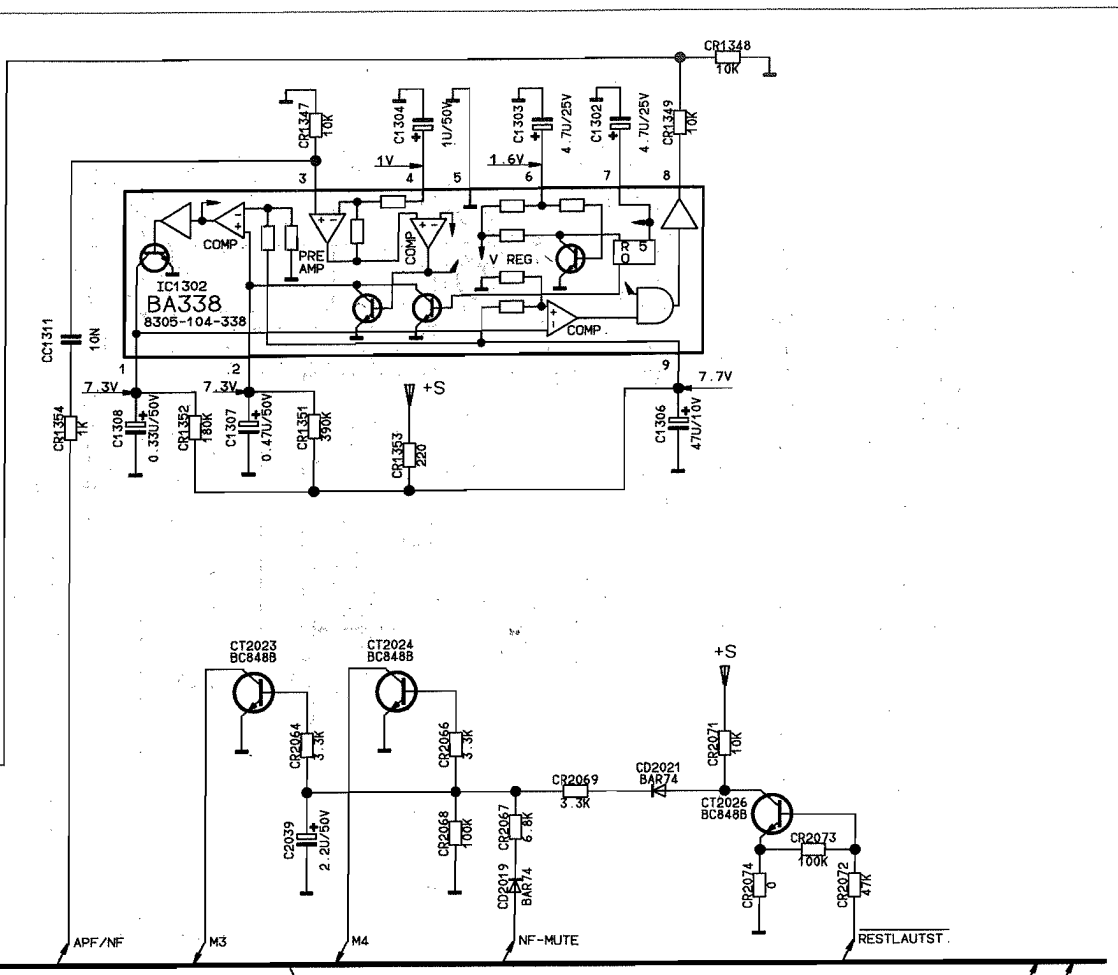 CR1348
10K
CR1347
10K
C1304
1U/50V
C1303
4.7U/25V
C1302
4.7U/25V
CR1349
10K
1V
1.6V
3
4
5
6
7
8
COMP.
PRE
AMP
COMP
V REG.
R S
Q
IC1302
BA338
8305-104-338
COMP.
CC1311
10N
1
2
9
7.3V
7.3V
7.7V
+S
CR1354
1K
C1308
0.33U/50V
CR1352
180K
C1307
0.47U/50V
CR1351
390K
CR1353
220
C1306
47U/10V
CT2023
BC848B
CT2024
BC848B
+S
CR2064
3.3K
CR2066
3.3K
CR2071
10K
CR2069
3.3K
CD2021
BAR74
CT2026
BC848B
C2039
2.2U/50V
CR2068
100K
CR2067
6.8K
CR2073
100K
CD2019
BAR74
CR2074
0
CR2072
47K
APF/NF
M3
M4
NF-MUTE
RESTLAUTST.